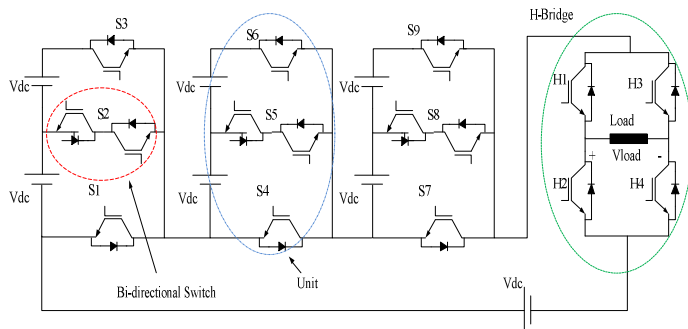 H-Bridge
S3
S6
S9
Vdc
Vdc
Vdc
H1
H3
S2
S5
S8
Load
Vload
+
-
Vdc
S1
Vdc
S4
Vdc
S7
H2
H4
Bi-directional Switch
Unit
Vdc